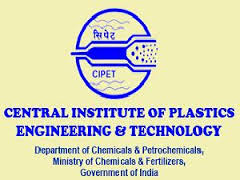 सिपेट
CIPET
CENTRAL INSTITUTE OF PLASTICS
ENGINEERING & TECHNOLOGY
Department of Chemicals & Petrochemicals,
Ministry of Chemicals & Fertilizers,
Government of India